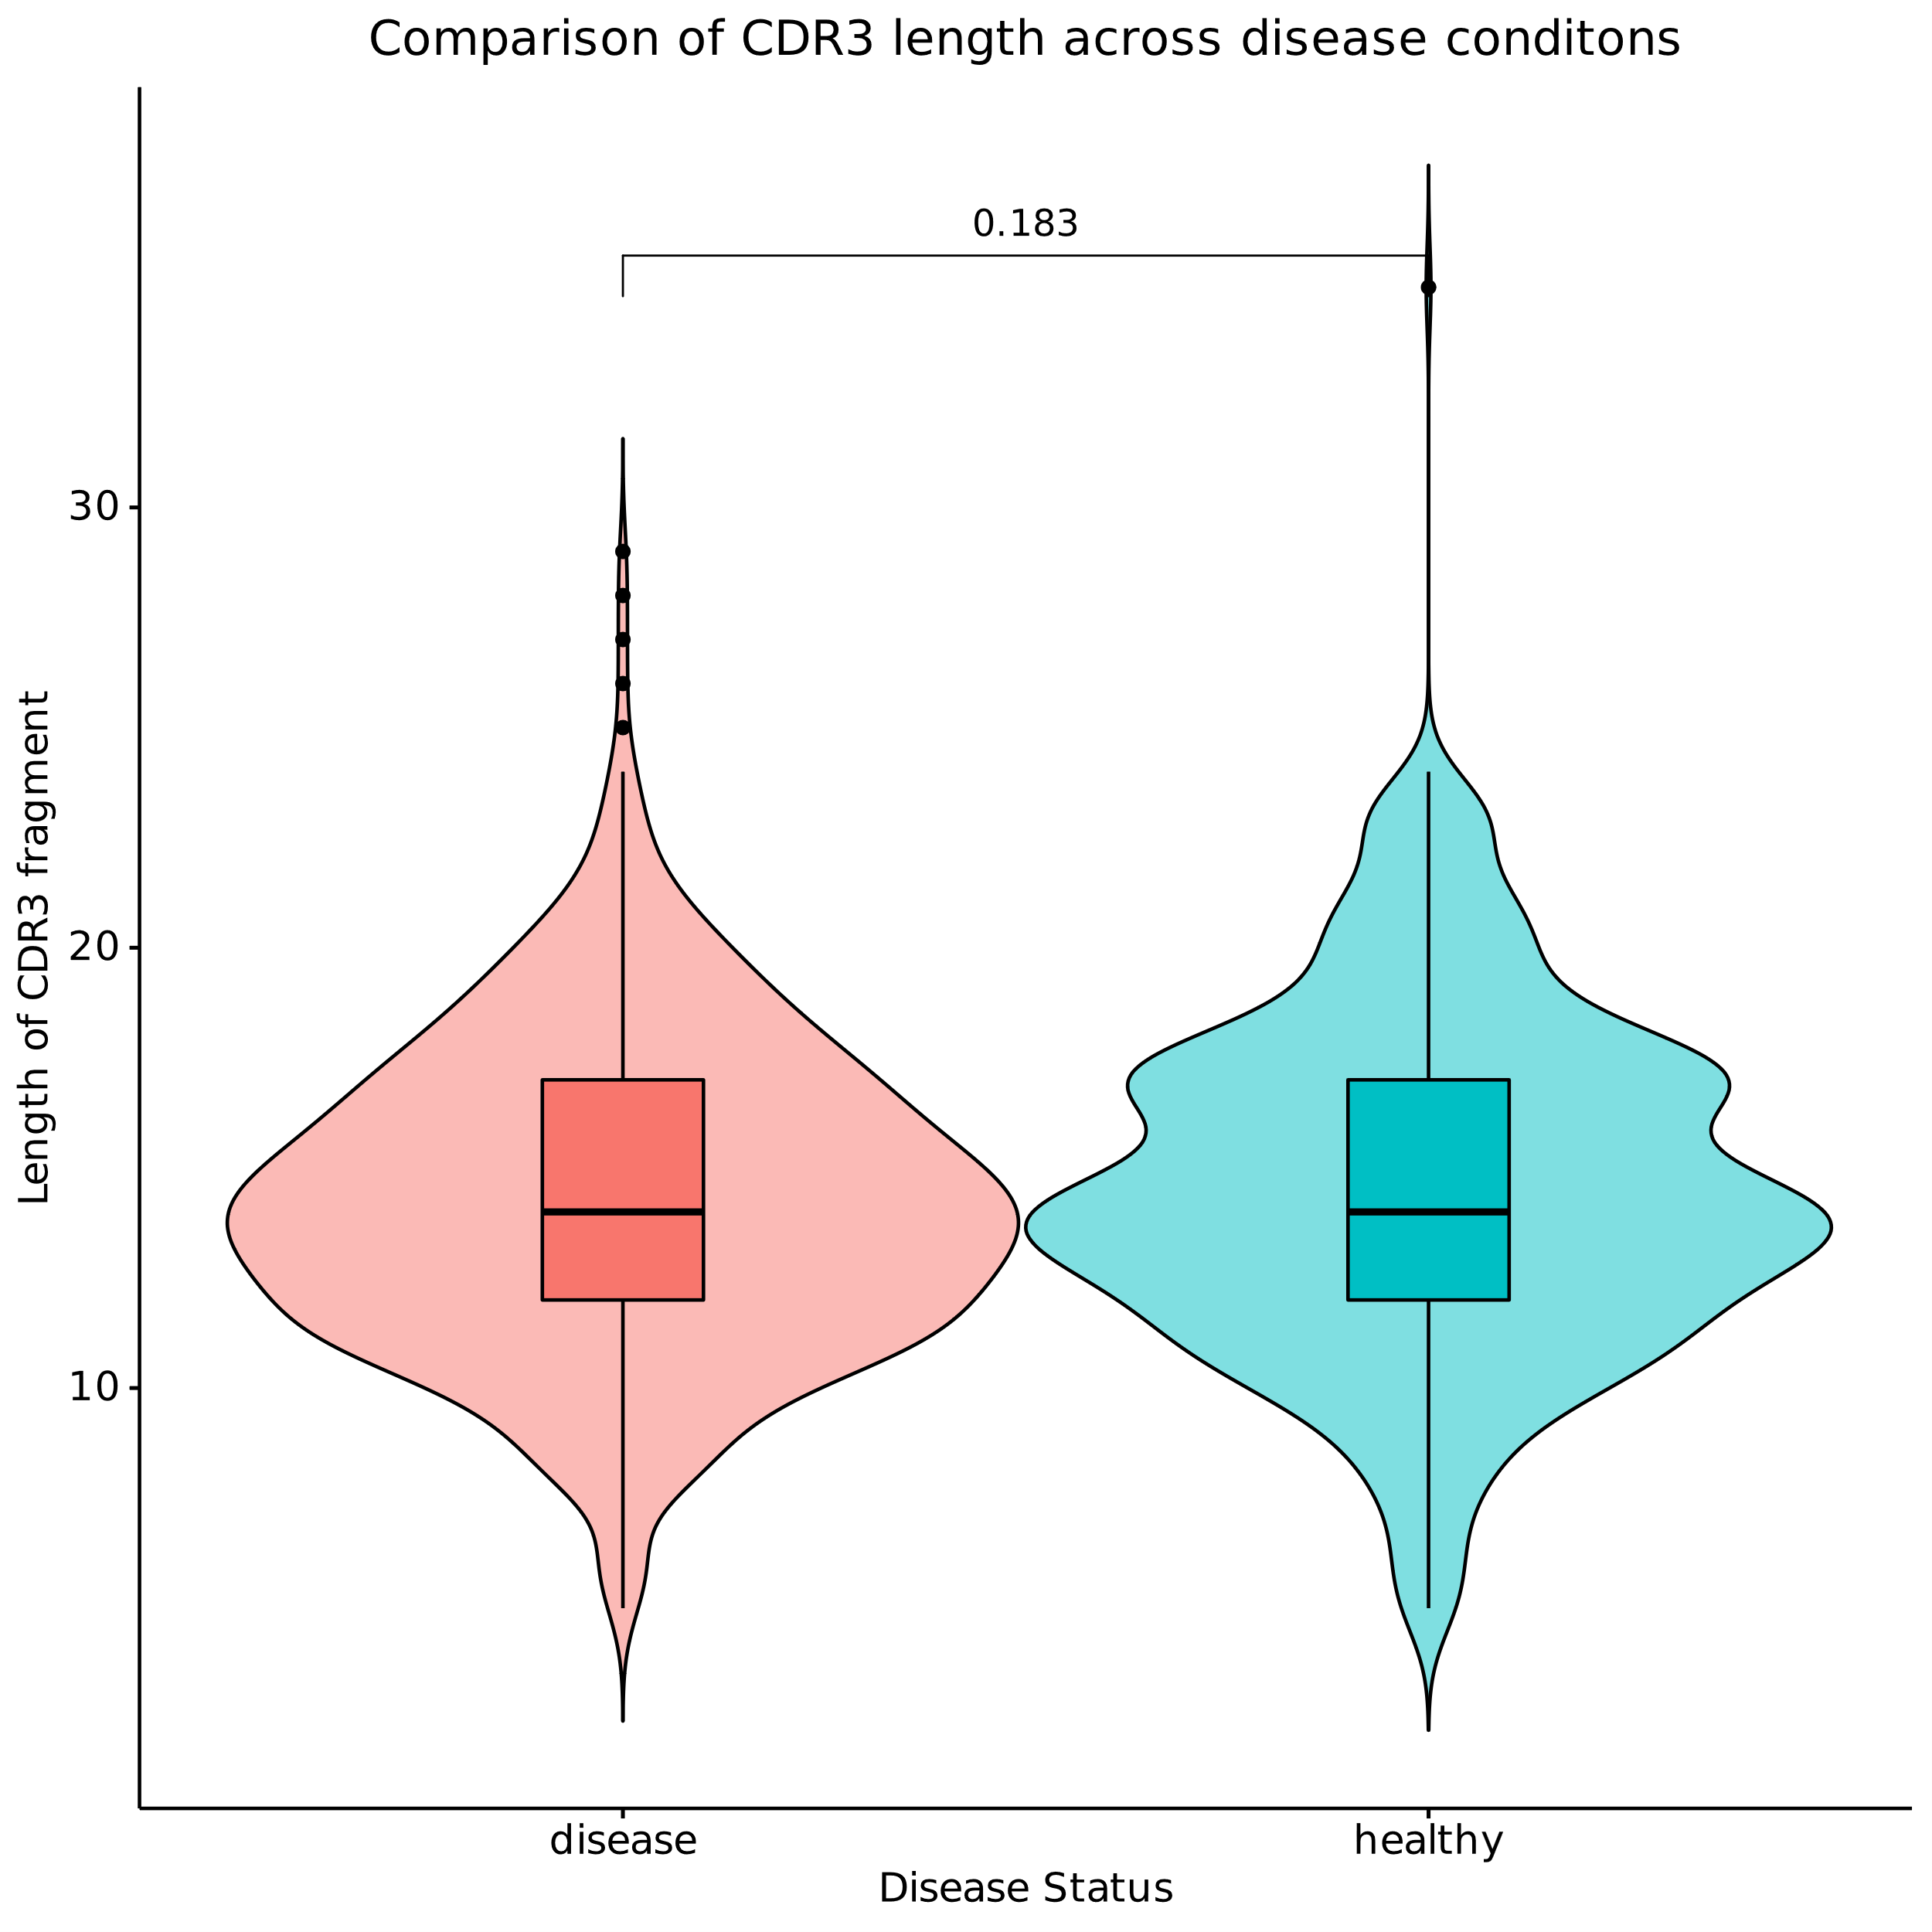 Comparison of CDR3 length across disease conditons
0.183
Length of CDR3 fragment
30
20
10
disease
healthy
Disease Status